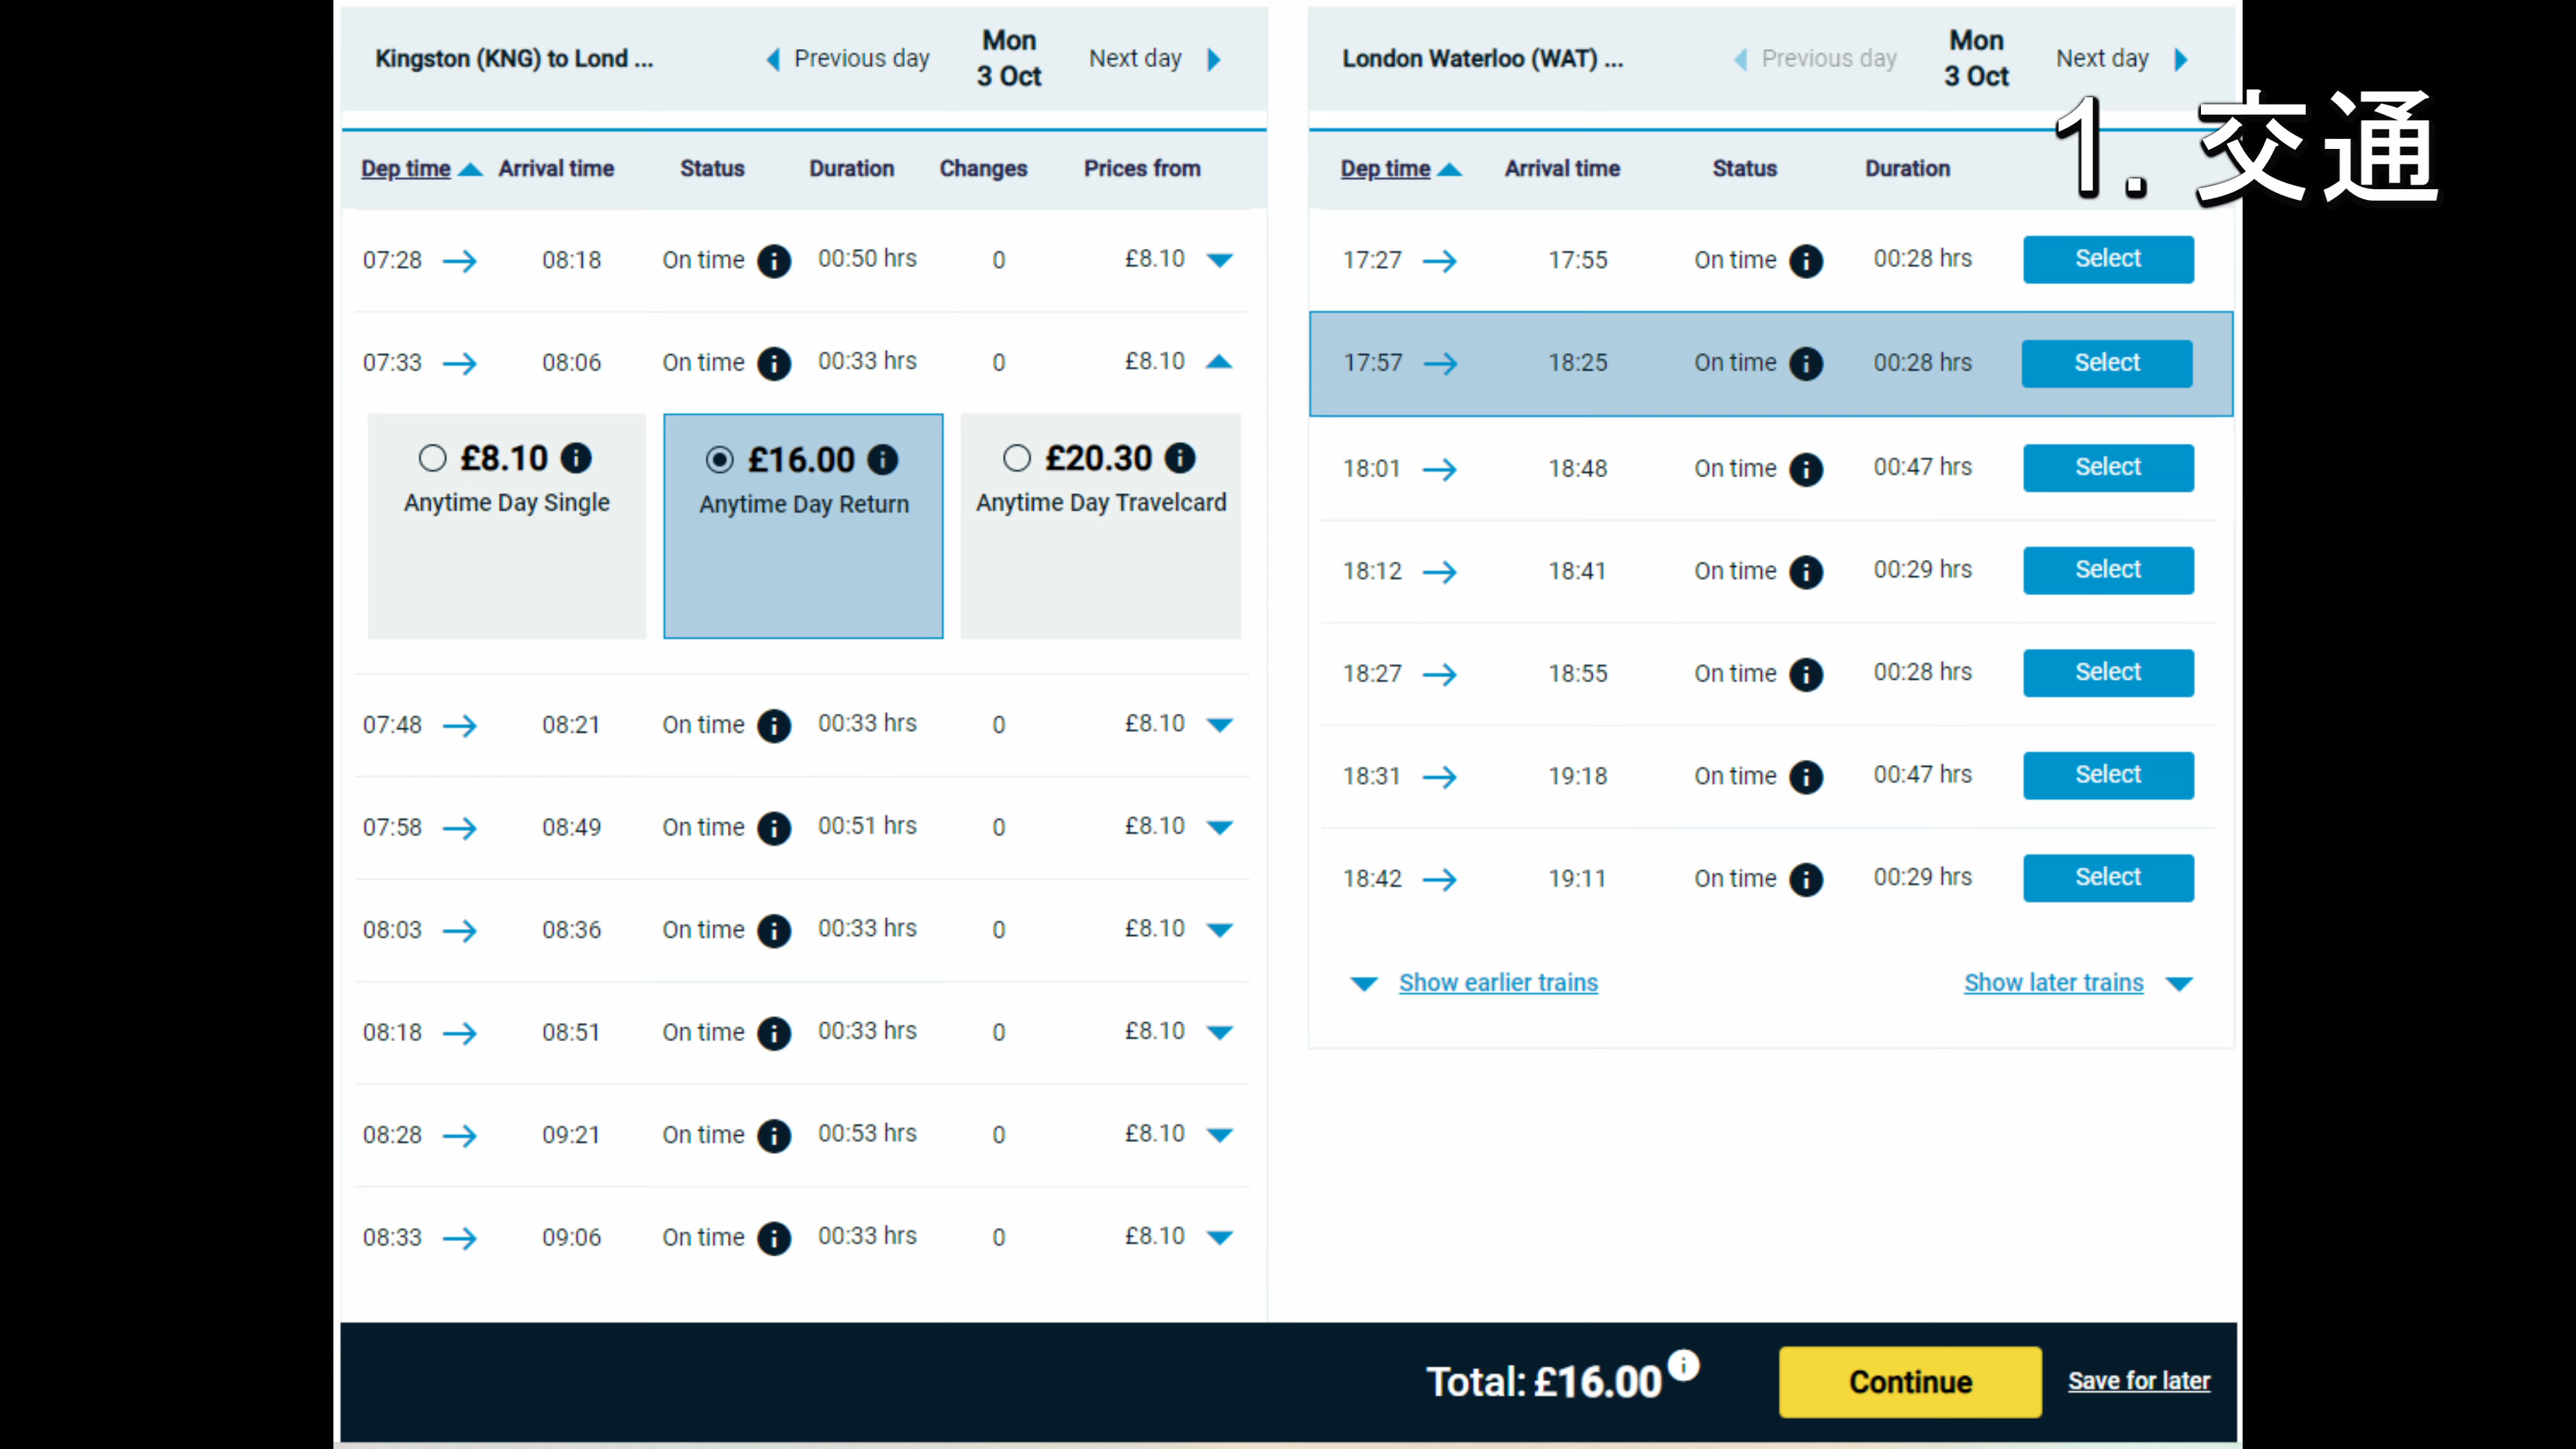 Kingston (KNG) to Lond ...
Previous day
Mon
3 Oct
Next day
Dep time Arrival time Status Duration Changes Prices from
07:28 08:18 On time i 00:50 hrs 0 £8.10
07:33 08:06 On time i 00:33 hrs 0 £8.10
£8.10 i
Anytime Day Single
£16.00 i
Anytime Day Return
£20.30 i
Anytime Day Travelcard
07:48 08:21 On time i 00:33 hrs 0 £8.10
07:58 08:49 On time i 00:51 hrs 0 £8.10
08:03 08:36 On time i 00:33 hrs 0 £8.10
08:18 08:51 On time i 00:33 hrs 0 £8.10
08:28 09:21 On time i 00:53 hrs 0 £8.10
08:33 09:06 On time i 00:33 hrs 0 £8.10
London Waterloo (WAT) ...
Previous day
Mon
3 Oct
Next day
1. 交通
Dep time Arrival time Status Duration
17:27 17:55 On time i 00:28 hrs Select
17:57 18:25 On time i 00:28 hrs Select
18:01 18:48 On time i 00:47 hrs Select
18:12 18:41 On time i 00:29 hrs Select
18:27 18:55 On time i 00:28 hrs Select
18:31 19:18 On time i 00:47 hrs Select
18:42 19:11 On time i 00:29 hrs Select
Show earlier trains Show later trains
Total: £16.00 i Continue Save for later